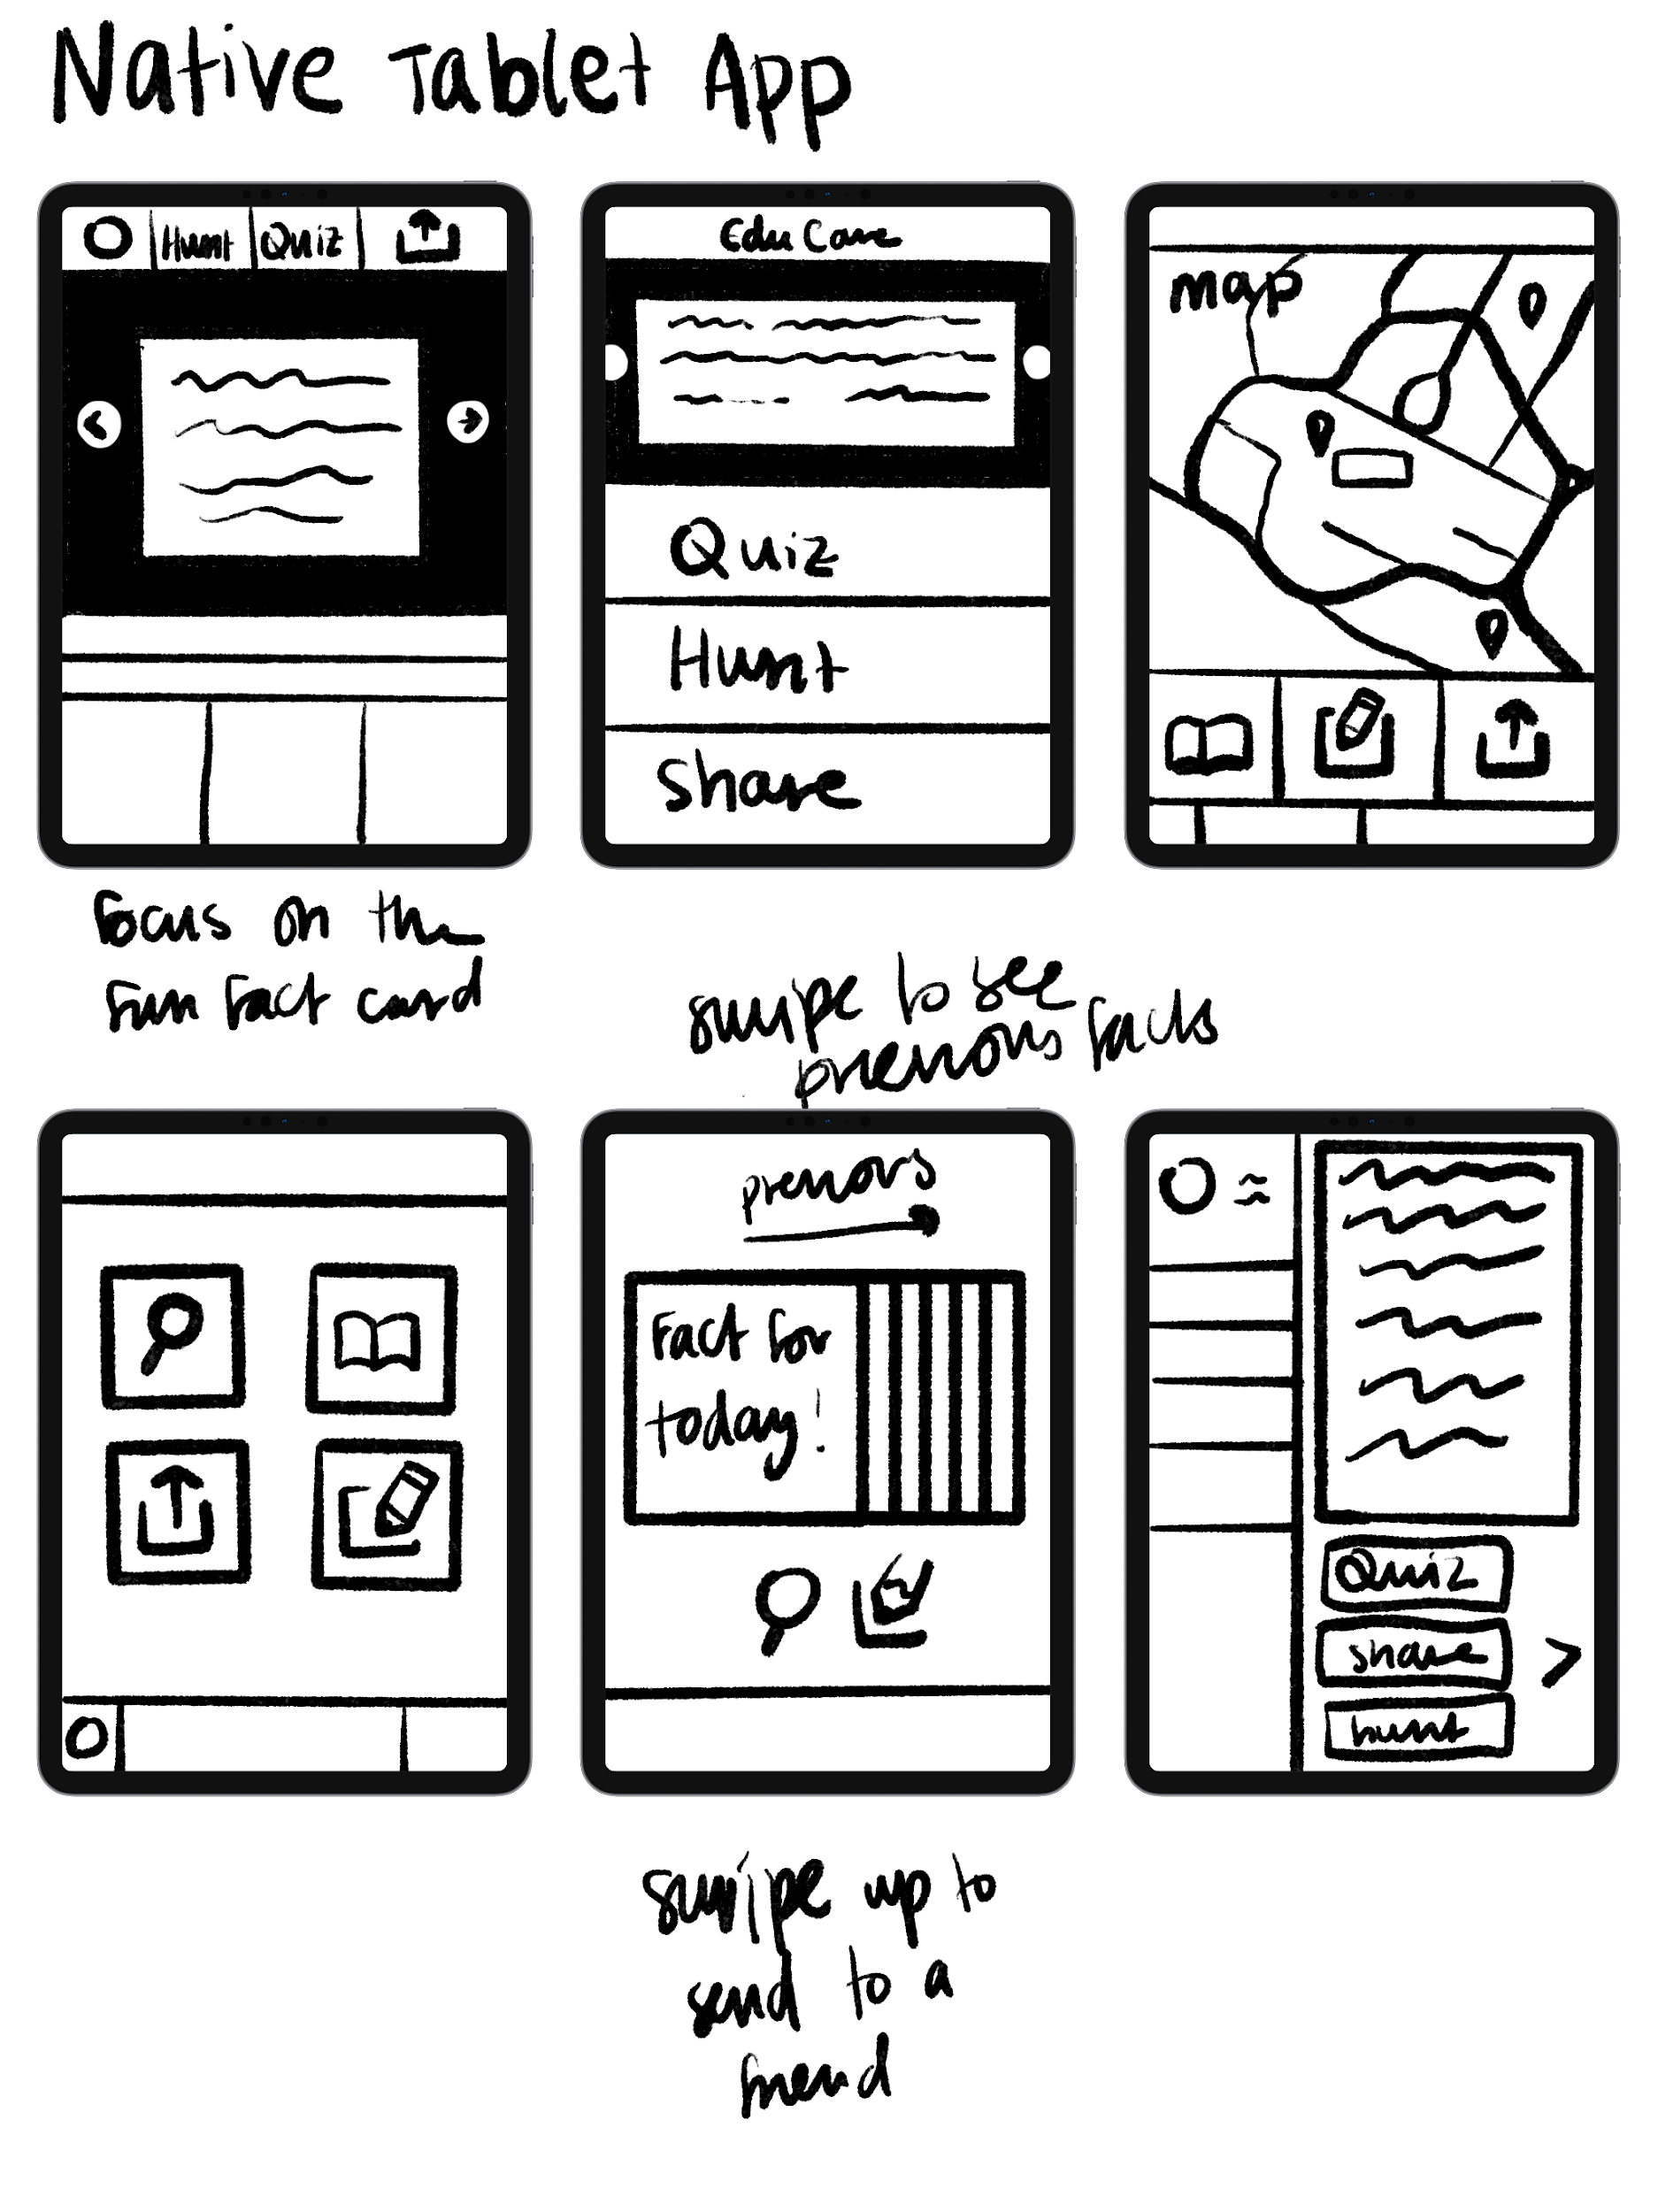 Native Tablet App
Hunt Quiz
Edu Care
Quiz
Hunt
Share
map
Focus on the
fun fact card
swipe to see
previous facts
previous
Fact for
today!
Quiz
share
hunt
swipe up to
send to a
friend